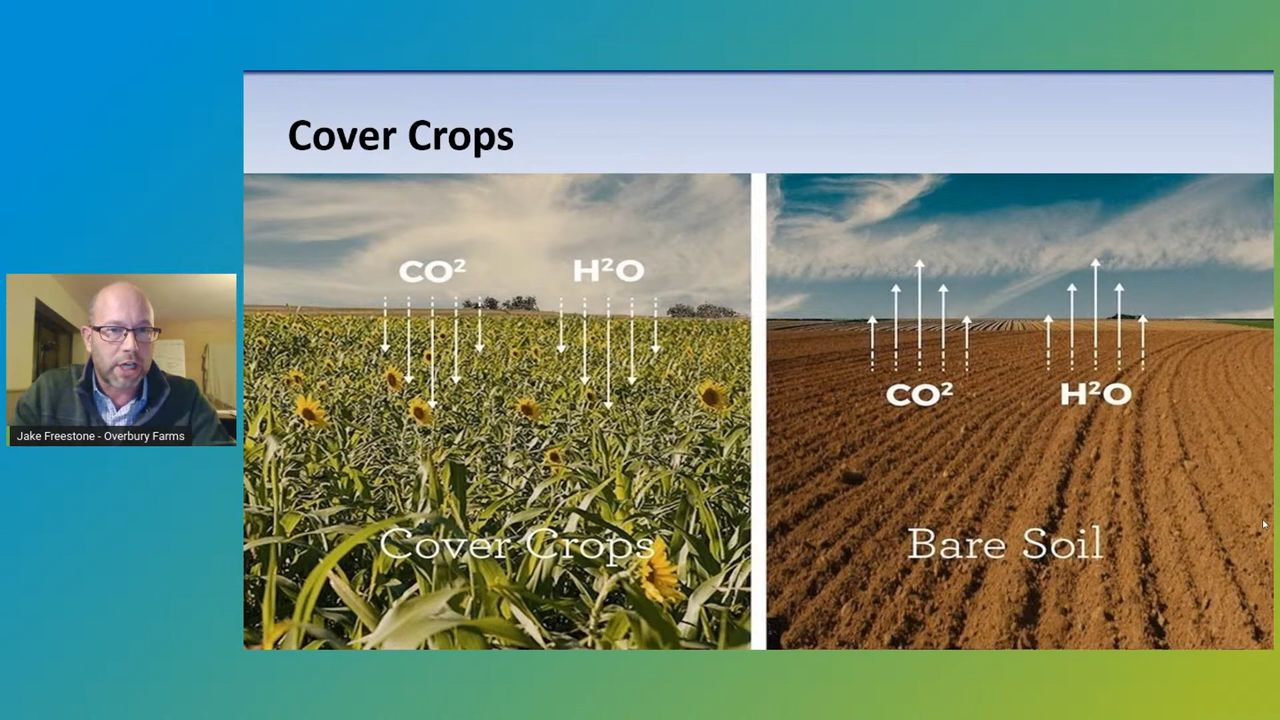 Cover Crops
CO² H²O
CO² H²O
Cover Crops
Bare Soil
Jake Freestone - Overbury Farms